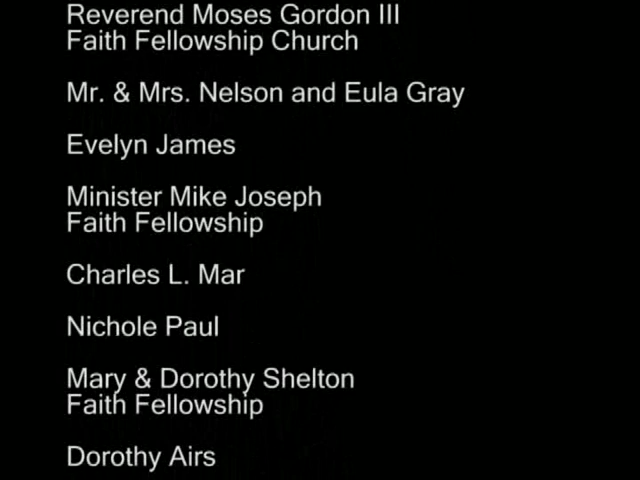 Reverend Moses Gordon III
Faith Fellowship Church
Mr. & Mrs. Nelson and Eula Gray
Evelyn James
Minister Mike Joseph
Faith Fellowship
Charles L. Mar
Nichole Paul
Mary & Dorothy Shelton
Faith Fellowship
Dorothy Airs